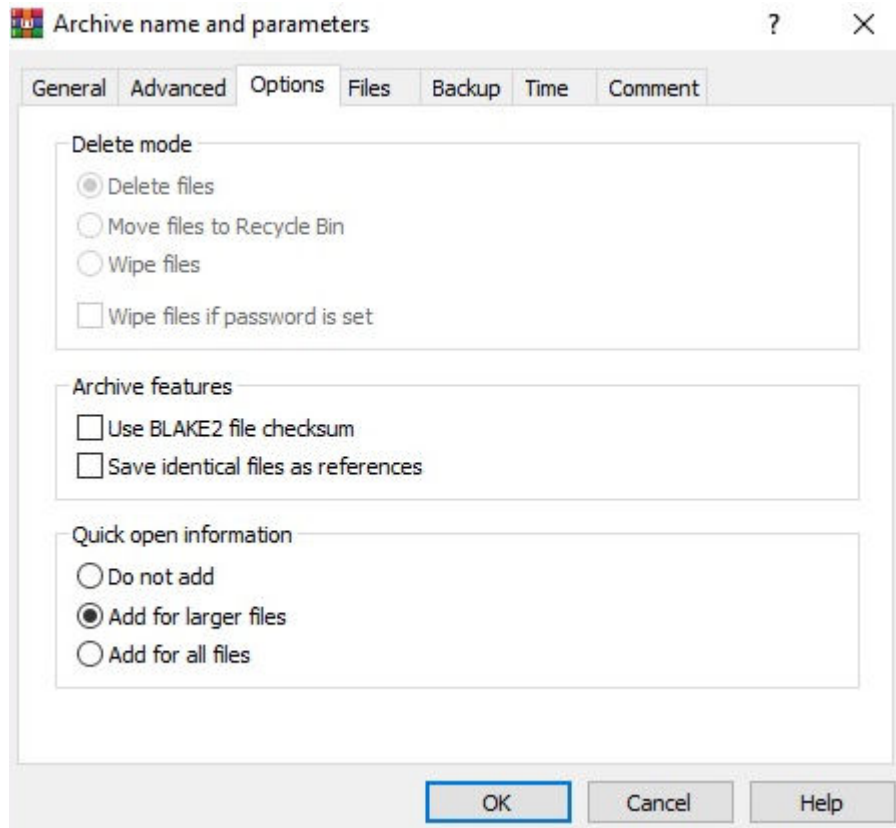 Archive name and parameters ? ×
General Advanced Options Files Backup Time Comment
Delete mode
Delete files
Move files to Recycle Bin
Wipe files
Wipe files if password is set
Archive features
Use BLAKE2 file checksum
Save identical files as references
Quick open information
Do not add
Add for larger files
Add for all files
OK Cancel Help